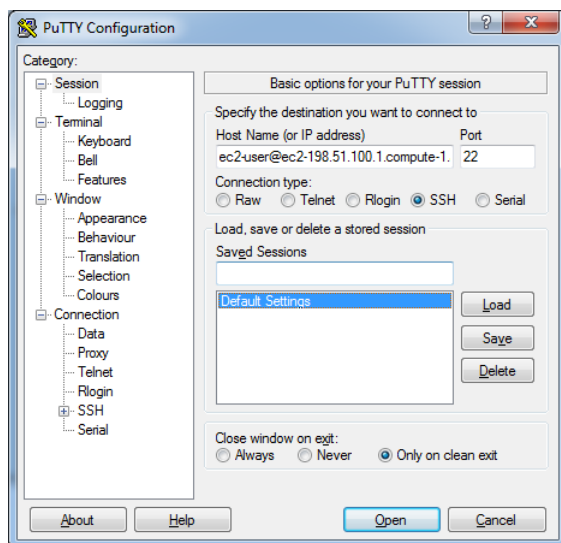 PuTTY Configuration
?
X
Category:
Session
Logging
Terminal
Keyboard
Bell
Features
Window
Appearance
Behaviour
Translation
Selection
Colours
Connection
Data
Proxy
Telnet
Rlogin
SSH
Serial
Basic options for your PuTTY session
Specify the destination you want to connect to
Host Name (or IP address) Port
ec2-user@ec2-198.51.100.1.compute-1. 22
Connection type:
Raw Telnet Rlogin SSH Serial
Load, save or delete a stored session
Saved Sessions
Default Settings
Load
Save
Delete
Close window on exit:
Always Never Only on clean exit
About Help Open Cancel